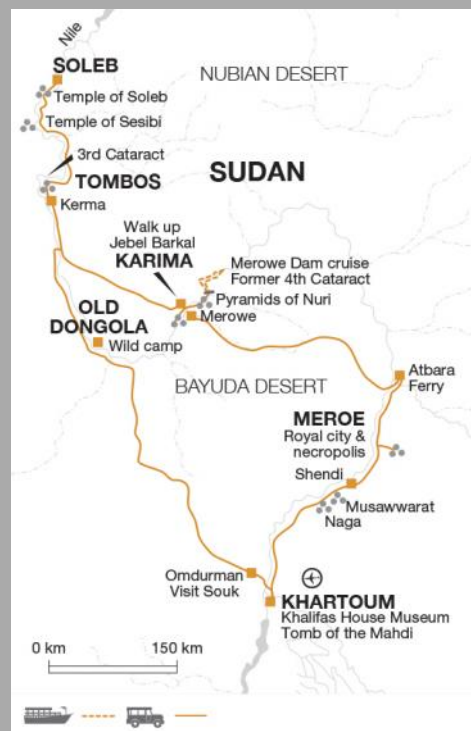 Nile
SOLEB
NUBIAN DESERT
Temple of Soleb
Temple of Sesibi
3rd Cataract
SUDAN
TOMBOS
Kerma
Walk up
Jebel Barkal
KARIMA
Merowe Dam cruise
Former 4th Cataract
Pyramids of Nuri
Merowe
OLD
DONGOLA
Wild camp
BAYUDA DESERT
Atbara
Ferry
MEROE
Royal city &
necropolis
Shendi
Musawwarat
Naga
Omdurman
Visit Souk
KHARTOUM
Khalifas House Museum
Tomb of the Mahdi
0 km 150 km